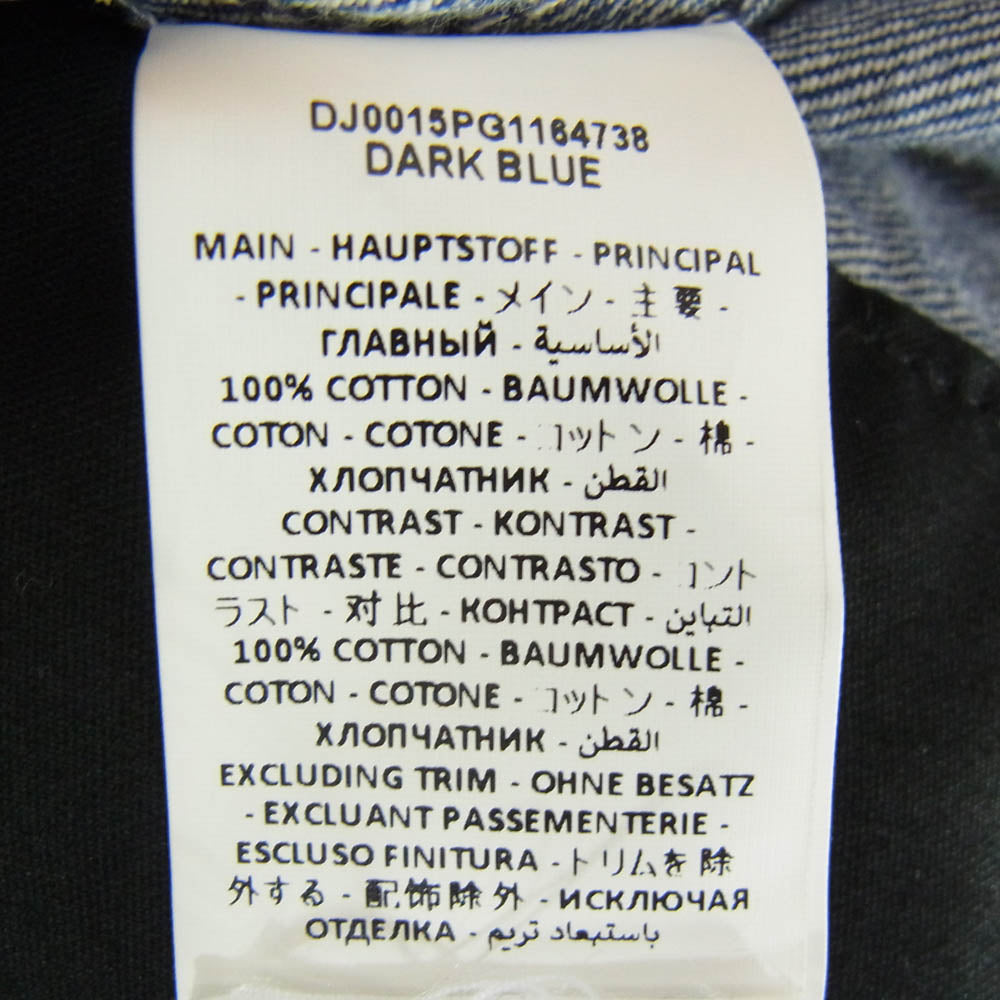 DJ0015PG1164738
DARK BLUE
MAIN - HAUPTSTOFF - PRINCIPAL
- PRINCIPALE - メイン - 主要 -
ГЛАВНЫЙ - الأساسية
100% COTTON - BAUMWOLLE -
COTON - COTONE - コットン - 棉 -
ХЛОПЧАТНИК - القطن
CONTRAST - KONTRAST -
CONTRASTE - CONTRASTO - コント
ラスト - 对比 - КОНТРАСТ - التباين
100% COTTON - BAUMWOLLE -
COTON - COTONE - コットン - 棉 -
ХЛОПЧАТНИК - القطن
EXCLUDING TRIM - OHNE BESATZ
- EXCLUANT PASSEMENTERIE -
ESCLUSO FINITURA - トリムを除
外する - 配饰除外 - ИСКЛЮЧАЯ
ОТДЕЛКА - باستبعاد تريم